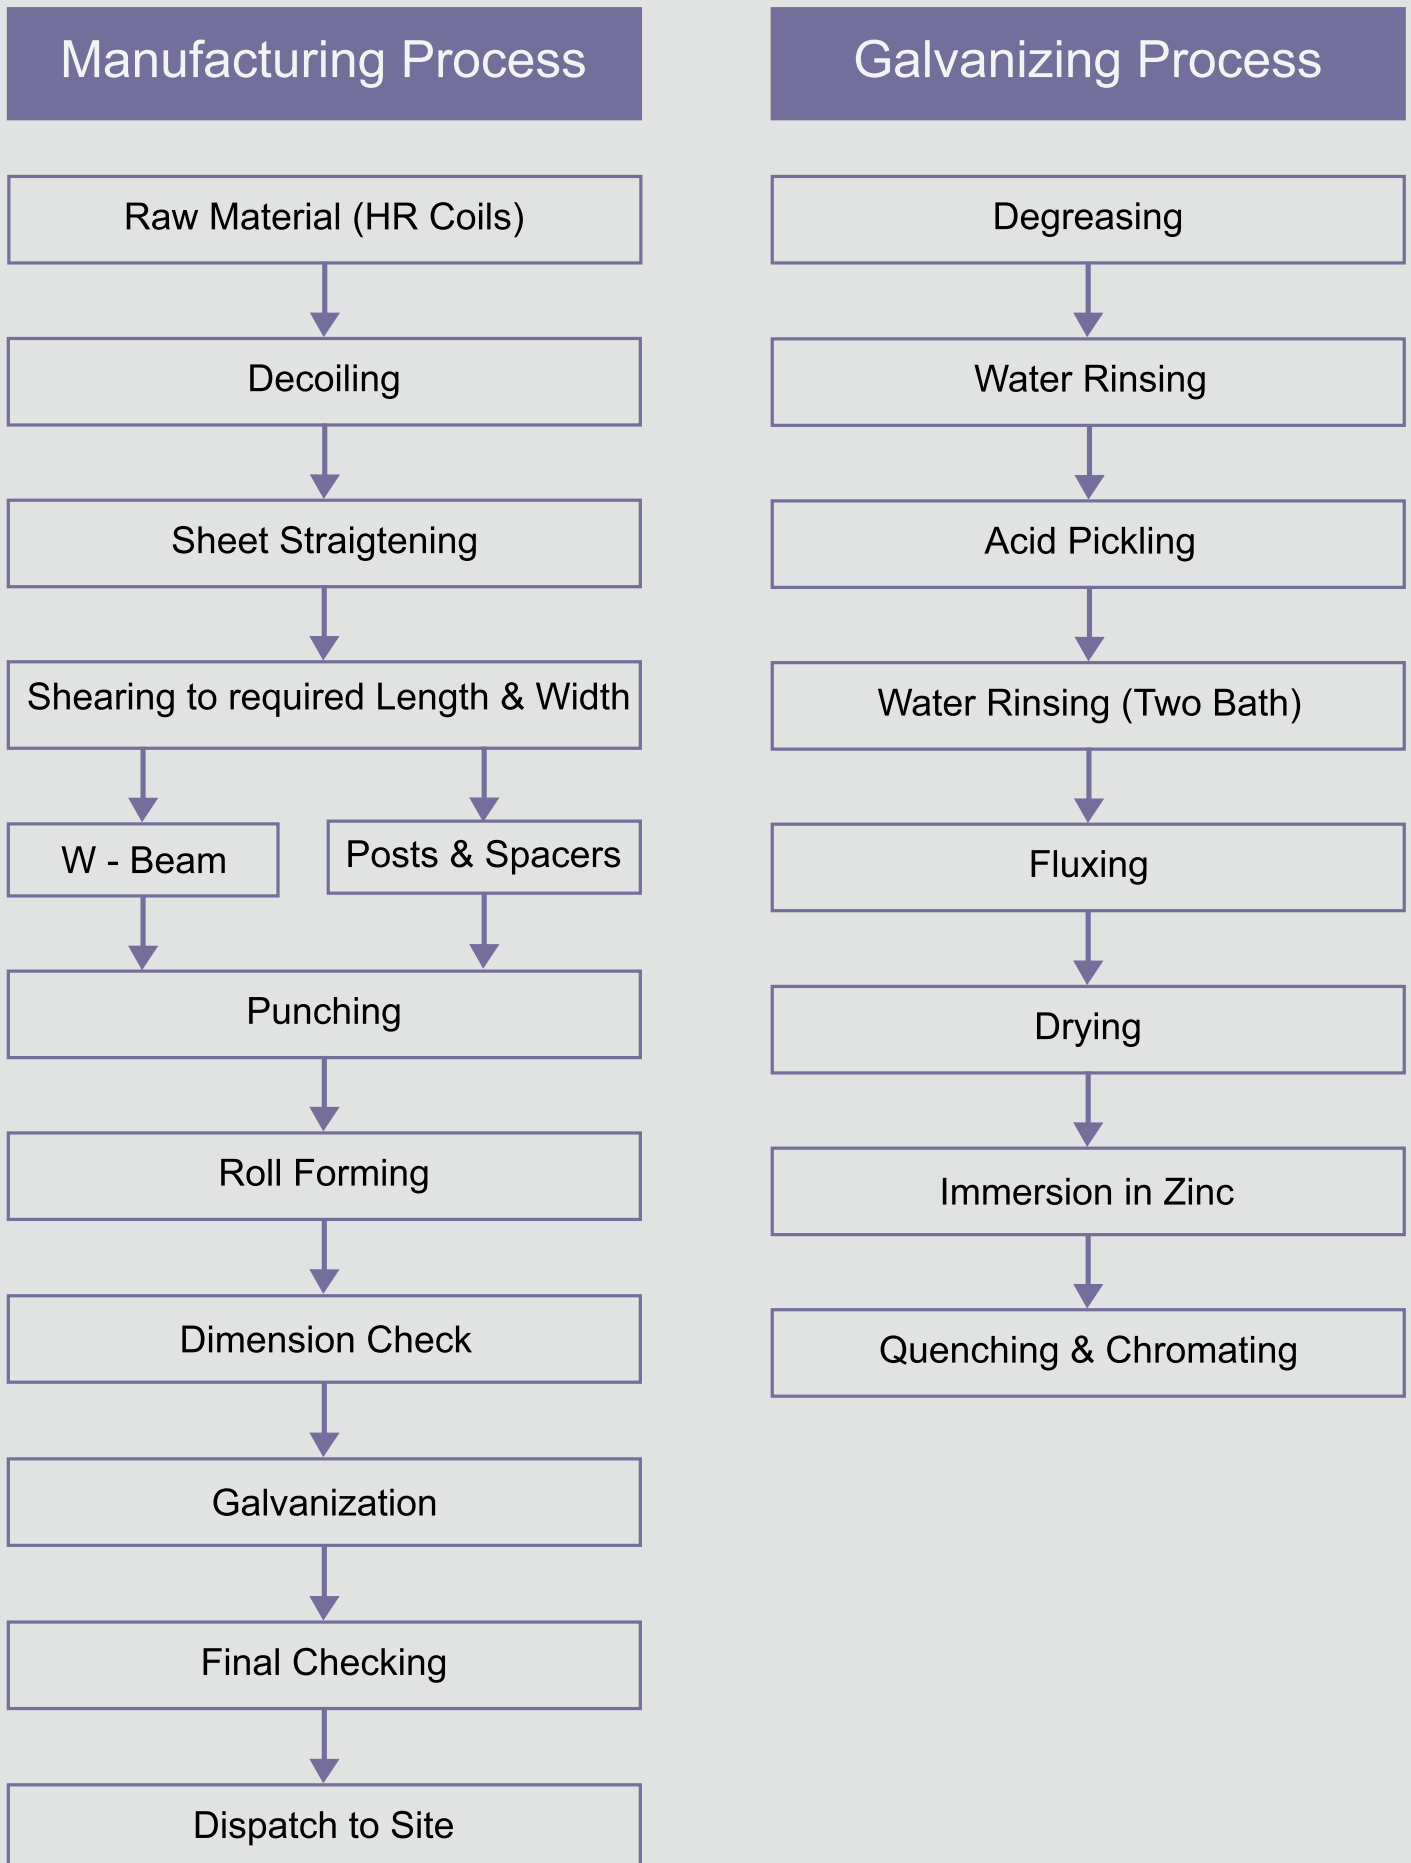 Manufacturing Process
Raw Material (HR Coils)
Decoiling
Sheet Straigtening
Shearing to required Length & Width
W - Beam
Posts & Spacers
Punching
Roll Forming
Dimension Check
Galvanization
Final Checking
Dispatch to Site
Galvanizing Process
Degreasing
Water Rinsing
Acid Pickling
Water Rinsing (Two Bath)
Fluxing
Drying
Immersion in Zinc
Quenching & Chromating